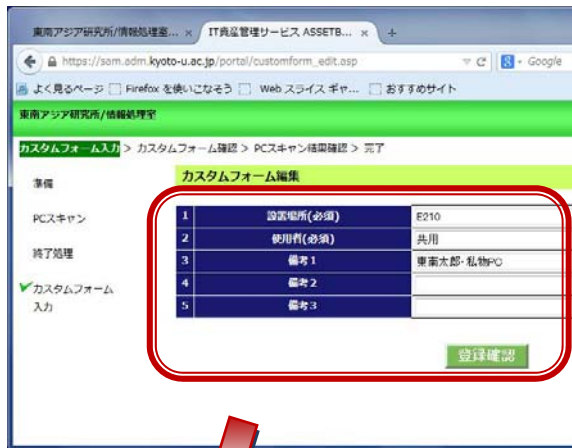 東南アジア研究所/情報処理室... ×
IT資産管理サービス ASSETB... ×
+
https://sam.adm.kyoto-u.ac.jp/portal/customform_edit.asp
8 - Google
よく見るページ Firefox を使いこなそう Web スライス ギャ... おすすめサイト
東南アジア研究所/情報処理室
カスタムフォーム入力 > カスタムフォーム確認 > PCスキャン結果確認 > 完了
準備
PCスキャン
終了処理
カスタムフォーム
入力
カスタムフォーム編集
1 設置場所(必須) E210
2 使用者(必須) 共用
3 備考1 東南太郎・私物PC
4 備考2
5 備考3
登録確認